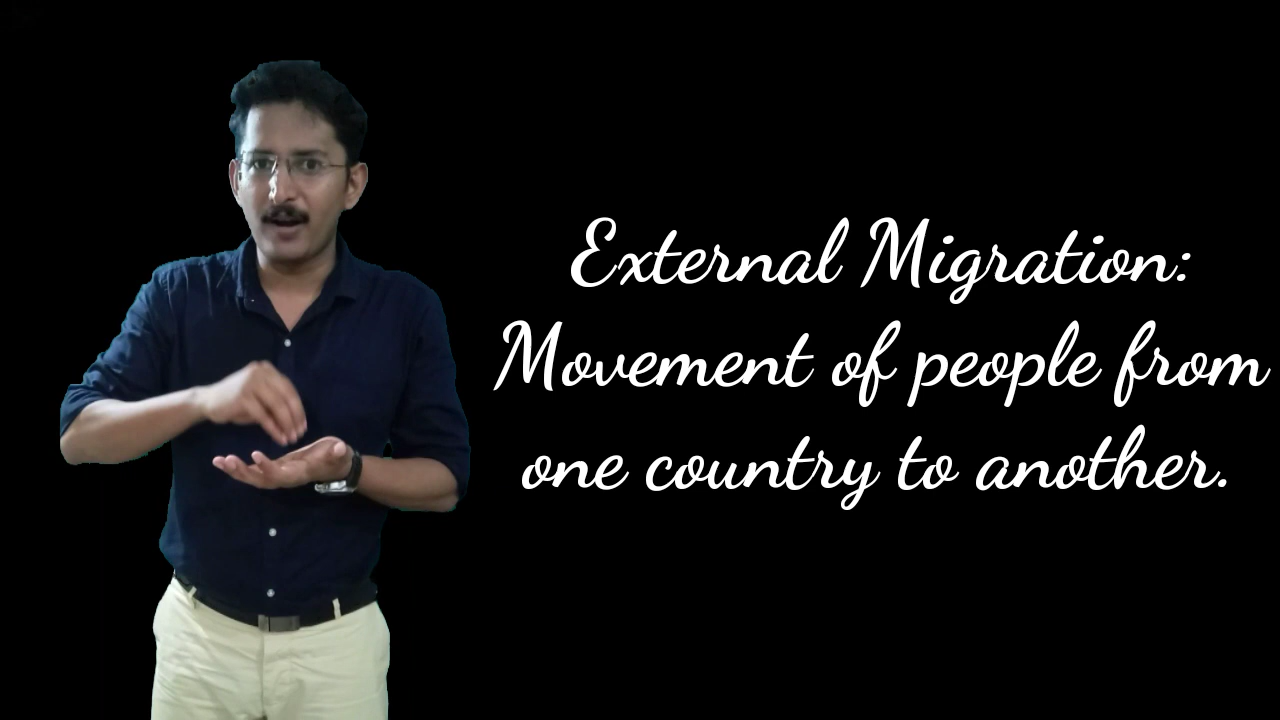 External Migration:
Movement of people from
one country to another.